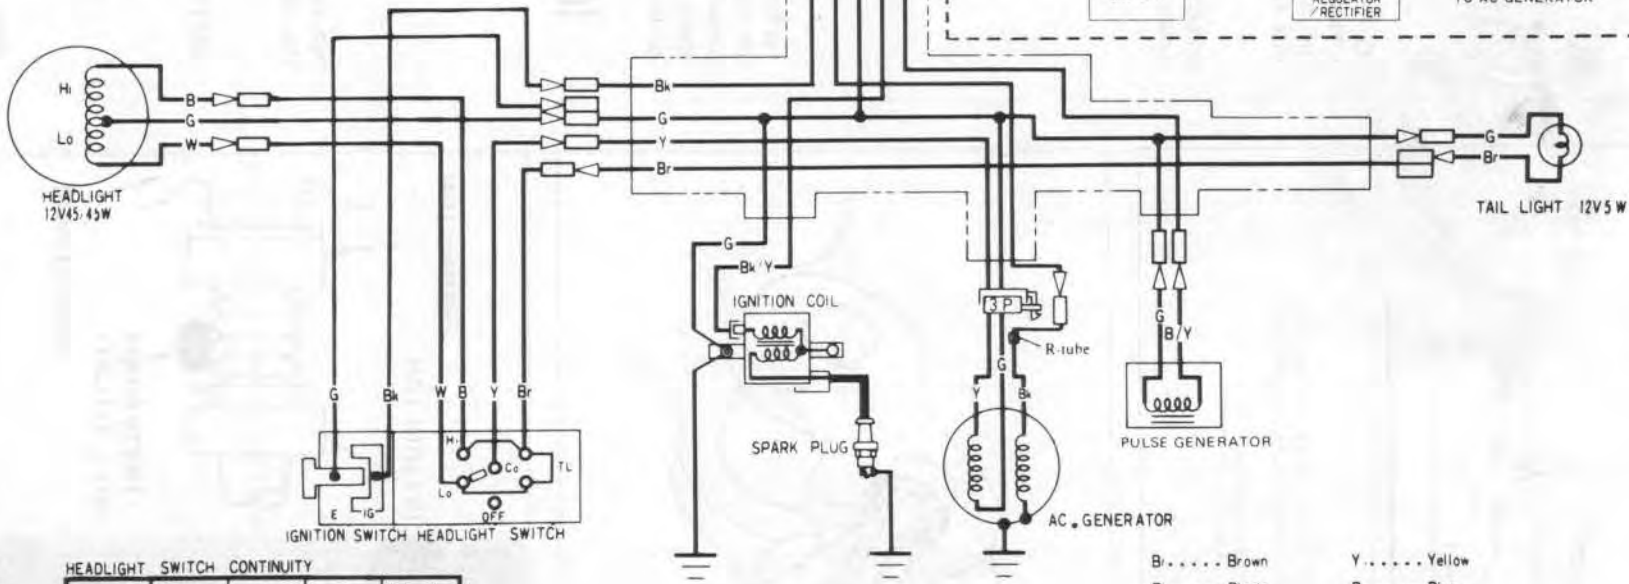 /RECTIFIER
TO AC GENERATOR
Hi
Lo
B
G
W
HEADLIGHT
12V45/45W
Bk
G
Y
Br
G
Br
TAIL LIGHT 12V5W
G
Bk/Y
IGNITION COIL
3P
R-tube
G
B/Y
G
Y
Bk
PULSE GENERATOR
SPARK PLUG
AC. GENERATOR
G
Bk
W
B
Y
Br
Hi
Co
TL
Lo
OFF
E
IG
IGNITION SWITCH HEADLIGHT SWITCH
HEADLIGHT SWITCH CONTINUITY
Br..... Brown
Y...... Yellow